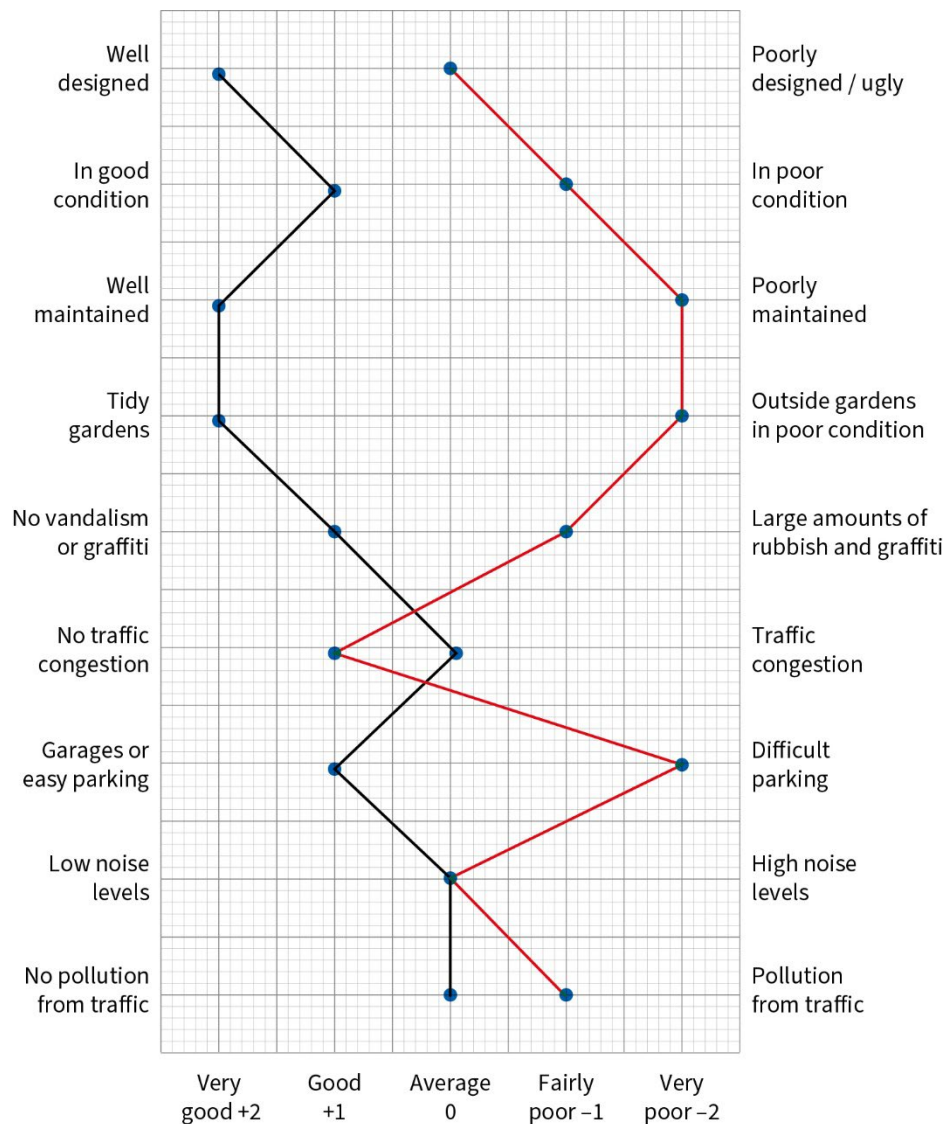 Well
designed
Poorly
designed / ugly
In good
condition
In poor
condition
Well
maintained
Poorly
maintained
Tidy
gardens
Outside gardens
in poor condition
No vandalism
or graffiti
Large amounts of
rubbish and graffiti
No traffic
congestion
Traffic
congestion
Garages or
easy parking
Difficult
parking
Low noise
levels
High noise
levels
No pollution
from traffic
Pollution
from traffic
Very
good +2
Good
+1
Average
0
Fairly
poor –1
Very
poor –2